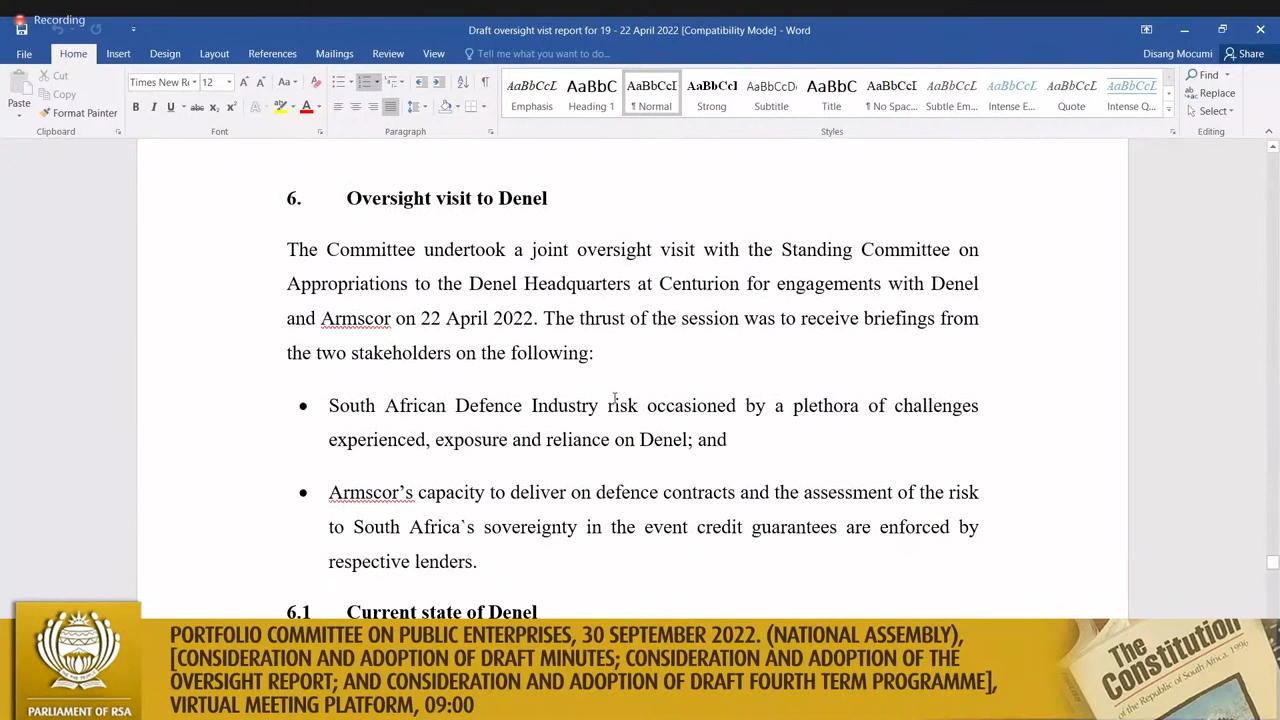 Recording
Draft oversight vist report for 19 - 22 April 2022 [Compatibility Mode] - Word
File Home Insert Design Layout References Mailings Review View Tell me what you want to do... Disang Mocumi Share
Paste
Cut
Copy
Format Painter
Clipboard
Times New Ro 12
Font
Paragraph
AaBbCcL AaBbC AaBbCcI AaBbCcI AaBbCcD AaBbC AaBbCcI AaBbCcL AaBbCcL AaBbCcL AaBbCcL
Emphasis Heading 1 ¶ Normal Strong Subtitle Title ¶ No Spac... Subtle Em... Intense E... Quote Intense Q...
Styles
Find
Replace
Select
Editing
6. Oversight visit to Denel
The Committee undertook a joint oversight visit with the Standing Committee on
Appropriations to the Denel Headquarters at Centurion for engagements with Denel
and Armscor on 22 April 2022. The thrust of the session was to receive briefings from
the two stakeholders on the following:
• South African Defence Industry risk occasioned by a plethora of challenges
experienced, exposure and reliance on Denel; and
• Armscor’s capacity to deliver on defence contracts and the assessment of the risk
to South Africa`s sovereignty in the event credit guarantees are enforced by
respective lenders.
6.1 Current state of Denel
PORTFOLIO COMMITTEE ON PUBLIC ENTERPRISES, 30 SEPTEMBER 2022. (NATIONAL ASSEMBLY),
[CONSIDERATION AND ADOPTION OF DRAFT MINUTES; CONSIDERATION AND ADOPTION OF THE
OVERSIGHT REPORT; AND CONSIDERATION AND ADOPTION OF DRAFT FOURTH TERM PROGRAMME],
VIRTUAL MEETING PLATFORM, 09:00
PARLIAMENT OF RSA
The
Constitution
of the Republic of South Africa, 1996